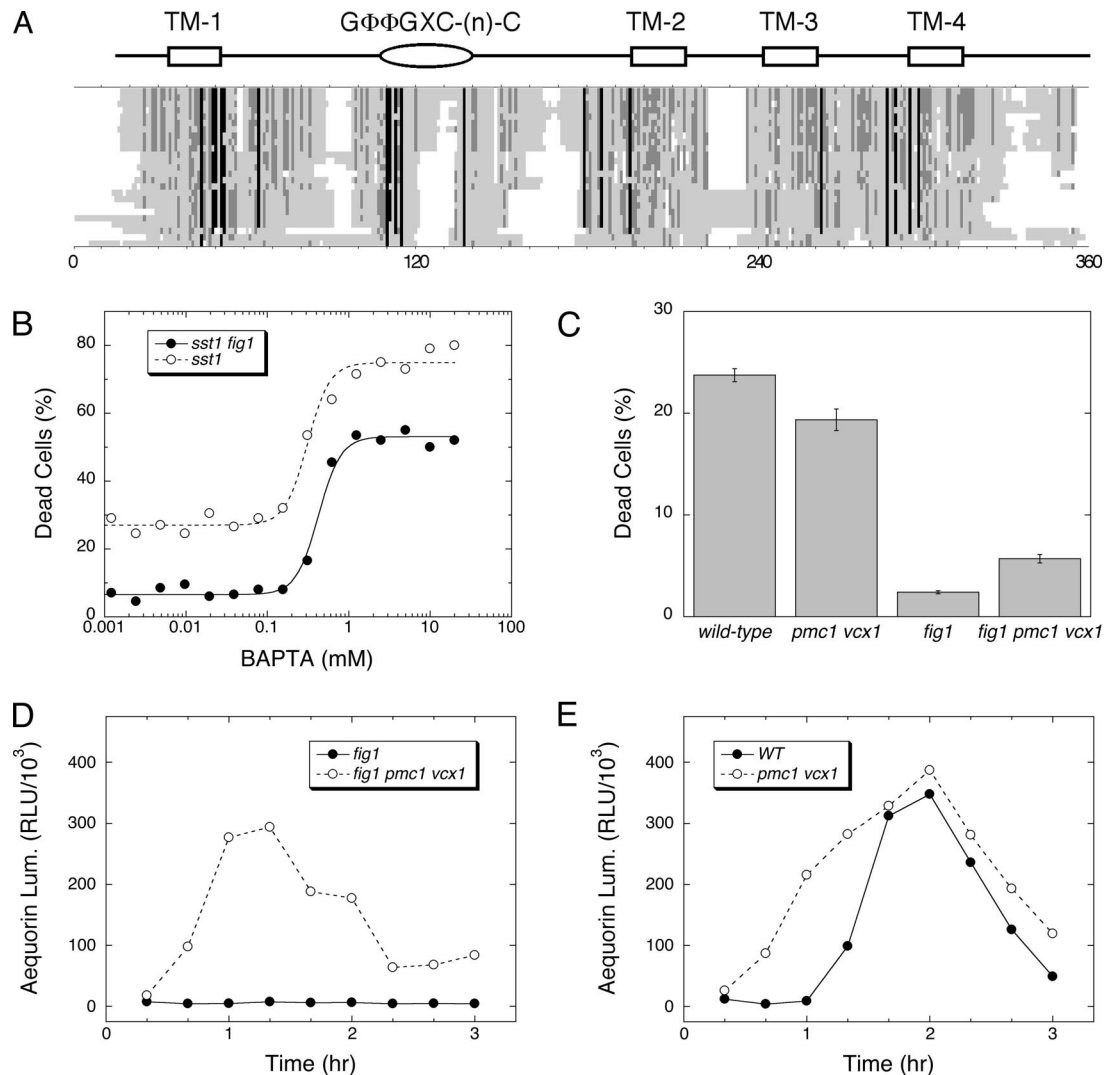 A
TM-1
GΦΦGXC-(n)-C
TM-2
TM-3
TM-4
0
120
240
360
B
sst1 fig1
sst1
Dead Cells (%)
80
60
40
20
0
0.001
0.01
0.1
1
10
100
BAPTA (mM)
C
Dead Cells (%)
30
20
10
0
wild-type
pmc1 vcx1
fig1
fig1 pmc1 vcx1
D
fig1
fig1 pmc1 vcx1
Aequorin Lum. (RLU/10³)
400
300
200
100
0
0
1
2
3
Time (hr)
E
WT
pmc1 vcx1
Aequorin Lum. (RLU/10³)
400
300
200
100
0
0
1
2
3
Time (hr)